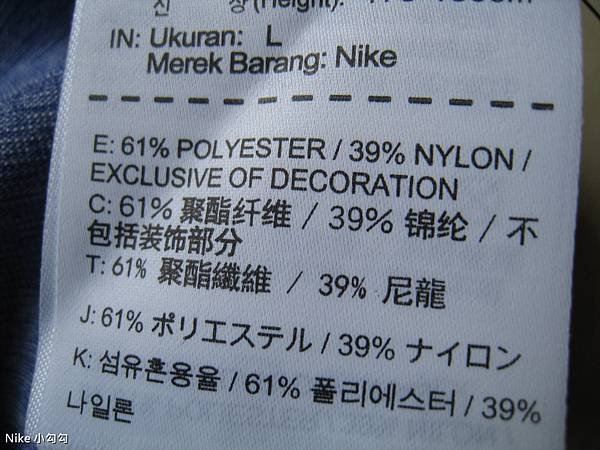 IN: Ukuran: L
Merek Barang: Nike
E: 61% POLYESTER / 39% NYLON /
EXCLUSIVE OF DECORATION
C: 61% 聚酯纤维 / 39% 锦纶 / 不
包括装饰部分
T: 61% 聚酯纖維 / 39% 尼龍
J: 61% ポリエステル / 39% ナイロン
K: 섬유혼용율 / 61% 폴리에스터 / 39%
나일론
Nike 小勾勾